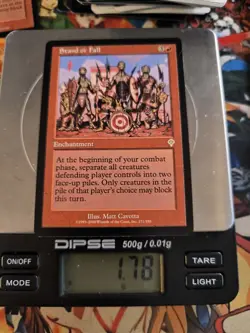 Stand or Fall
Enchantment
At the beginning of your combat
phase, separate all creatures
defending player controls into two
face-up piles. Only creatures in the
pile of that player's choice may block
this turn.
Illus. Matt Cavotta
DIPSE 500g / 0.01g
ON/OFF
TARE
MODE
LIGHT
1.78